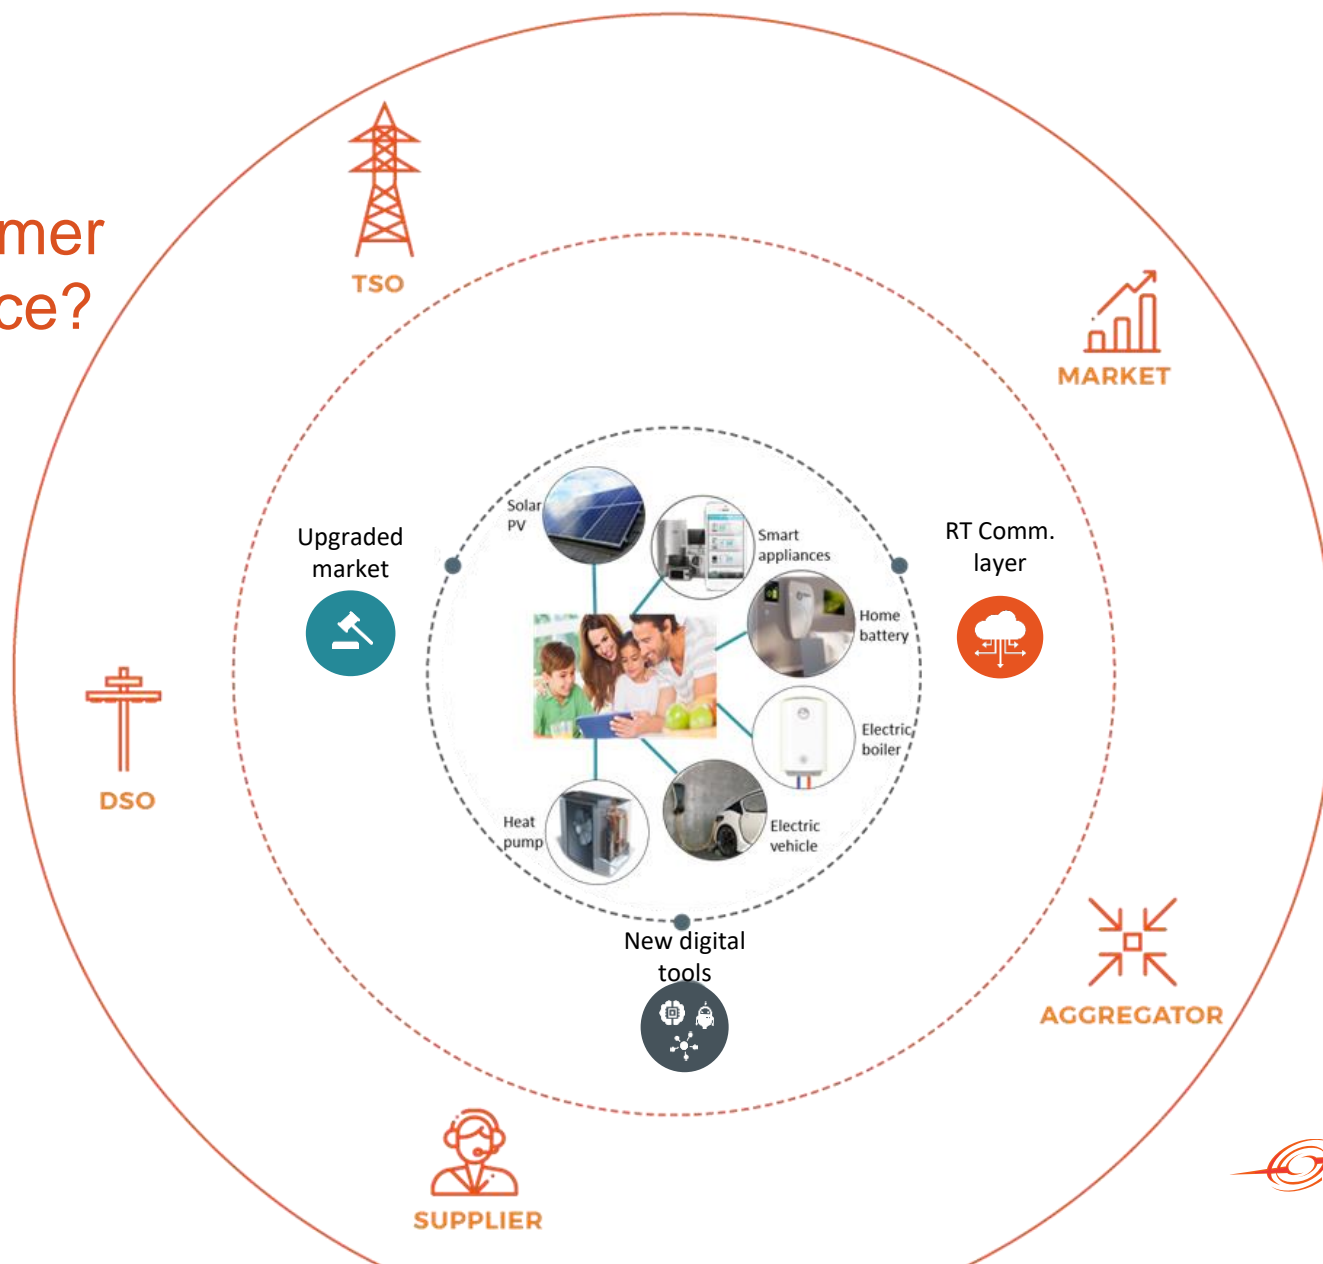 mer
ce?
TSO
MARKET
Solar
PV
Smart
appliances
Upgraded
market
RT Comm.
layer
Home
battery
Electric
boiler
DSO
Heat
pump
Electric
vehicle
New digital
tools
AGGREGATOR
SUPPLIER